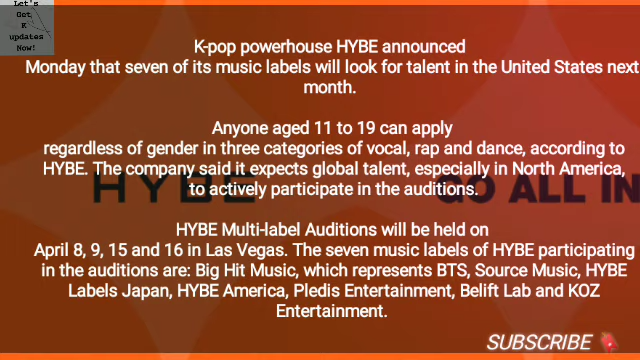 Let's
Get
K
updates
Now!
K-pop powerhouse HYBE announced
Monday that seven of its music labels will look for talent in the United States next
month.
Anyone aged 11 to 19 can apply
regardless of gender in three categories of vocal, rap and dance, according to
HYBE. The company said it expects global talent, especially in North America,
to actively participate in the auditions.
HYBE
GO ALL IN
HYBE Multi-label Auditions will be held on
April 8, 9, 15 and 16 in Las Vegas. The seven music labels of HYBE participating
in the auditions are: Big Hit Music, which represents BTS, Source Music, HYBE
Labels Japan, HYBE America, Pledis Entertainment, Belift Lab and KOZ
Entertainment.
SUBSCRIBE